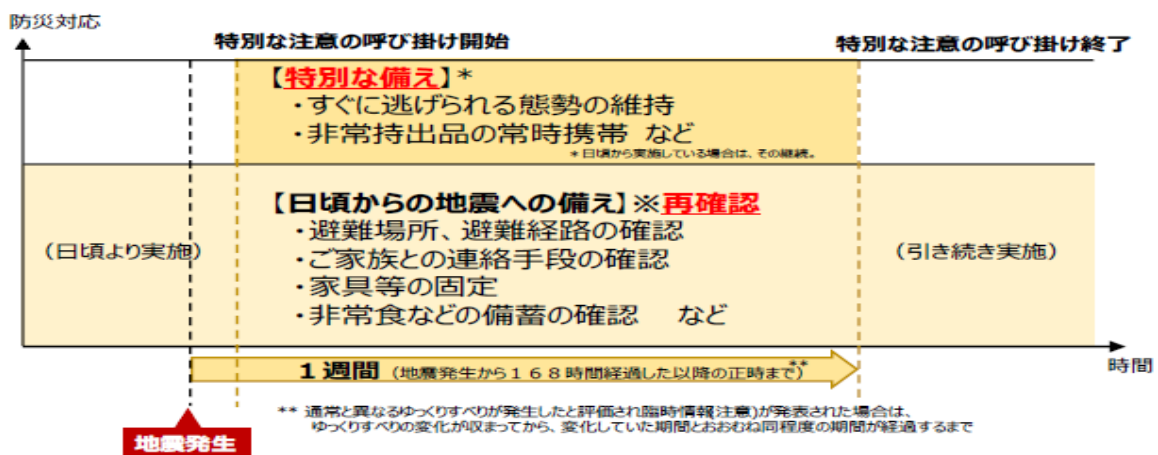 防災対応
特別な注意の呼び掛け開始
特別な注意の呼び掛け終了
【特別な備え】*
・すぐに逃げられる態勢の維持
・非常持出品の常時携帯 など
*日頃から実施している場合は、その継続。
【日頃からの地震への備え】※再確認
・避難場所、避難経路の確認
(日頃より実施)
・ご家族との連絡手段の確認
(引き続き実施)
・家具等の固定
・非常食などの備蓄の確認 など
時間
1週間(地震発生から168時間経過した以降の正時まで)**
** 通常と異なるゆっくりすべりが発生したと評価され臨時情報注意)が発表された場合は、
ゆっくりすべりの変化が収まってから、変化していた期間とおおむね同程度の期間が経過するまで
地震発生